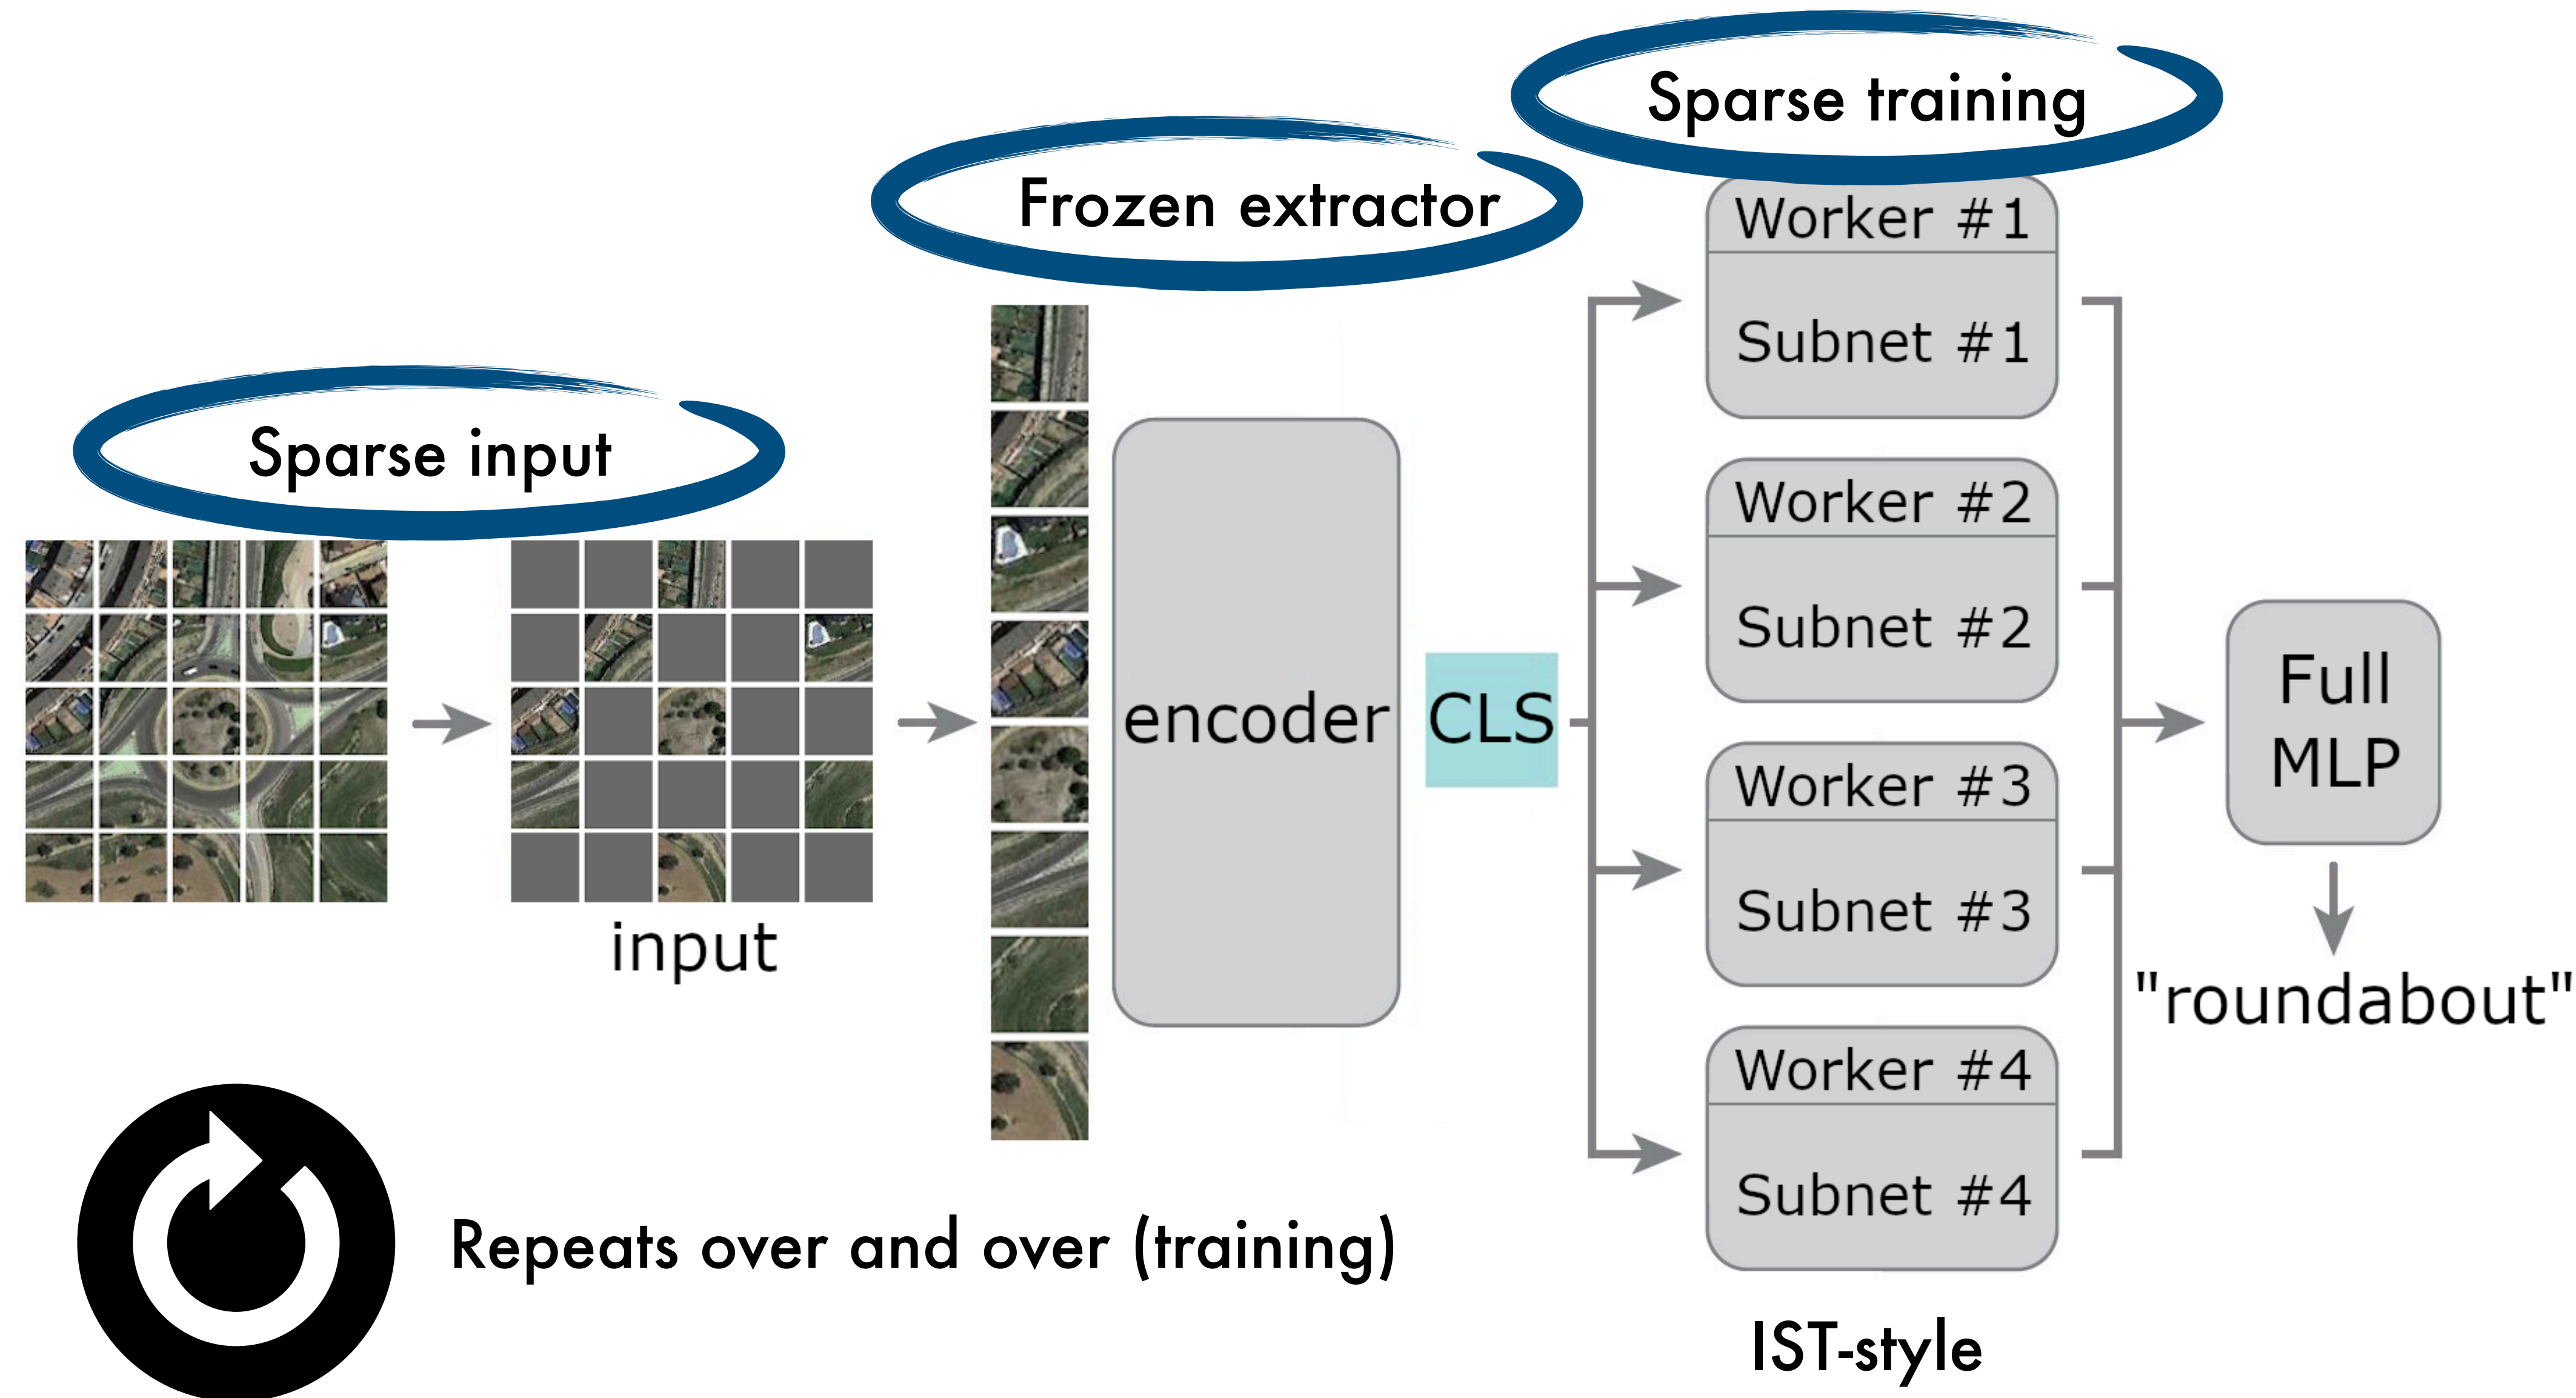 Sparse training
Frozen extractor
Sparse input
Worker #1
Subnet #1
Worker #2
Subnet #2
Worker #3
Subnet #3
Worker #4
Subnet #4
encoder
CLS
Full
MLP
"roundabout"
input
Repeats over and over (training)
IST-style